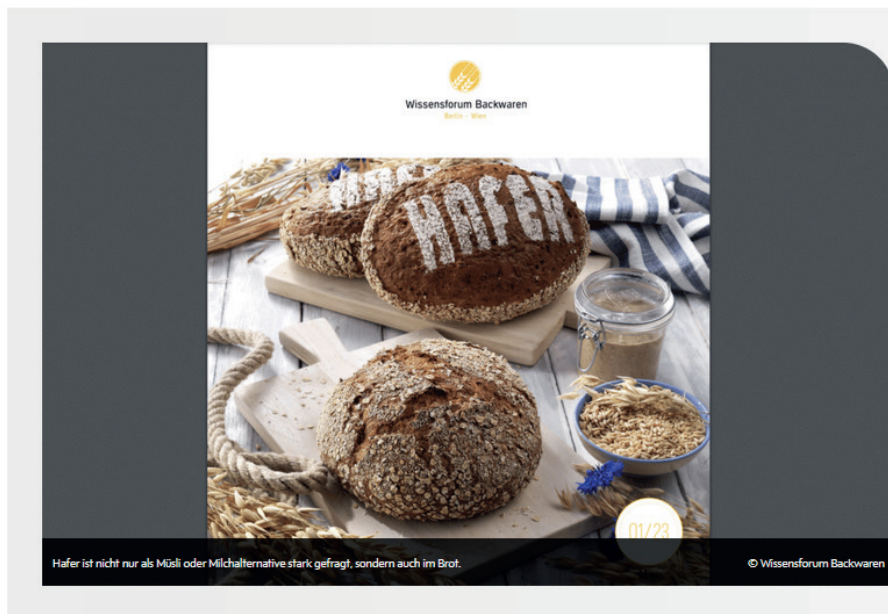 Wissensforum Backwaren
Berlin - Wien
HAFER
HAFER
01/23
Hafer ist nicht nur als Müsli oder Milchalternative stark gefragt, sondern auch im Brot.
© Wissensforum Backwaren